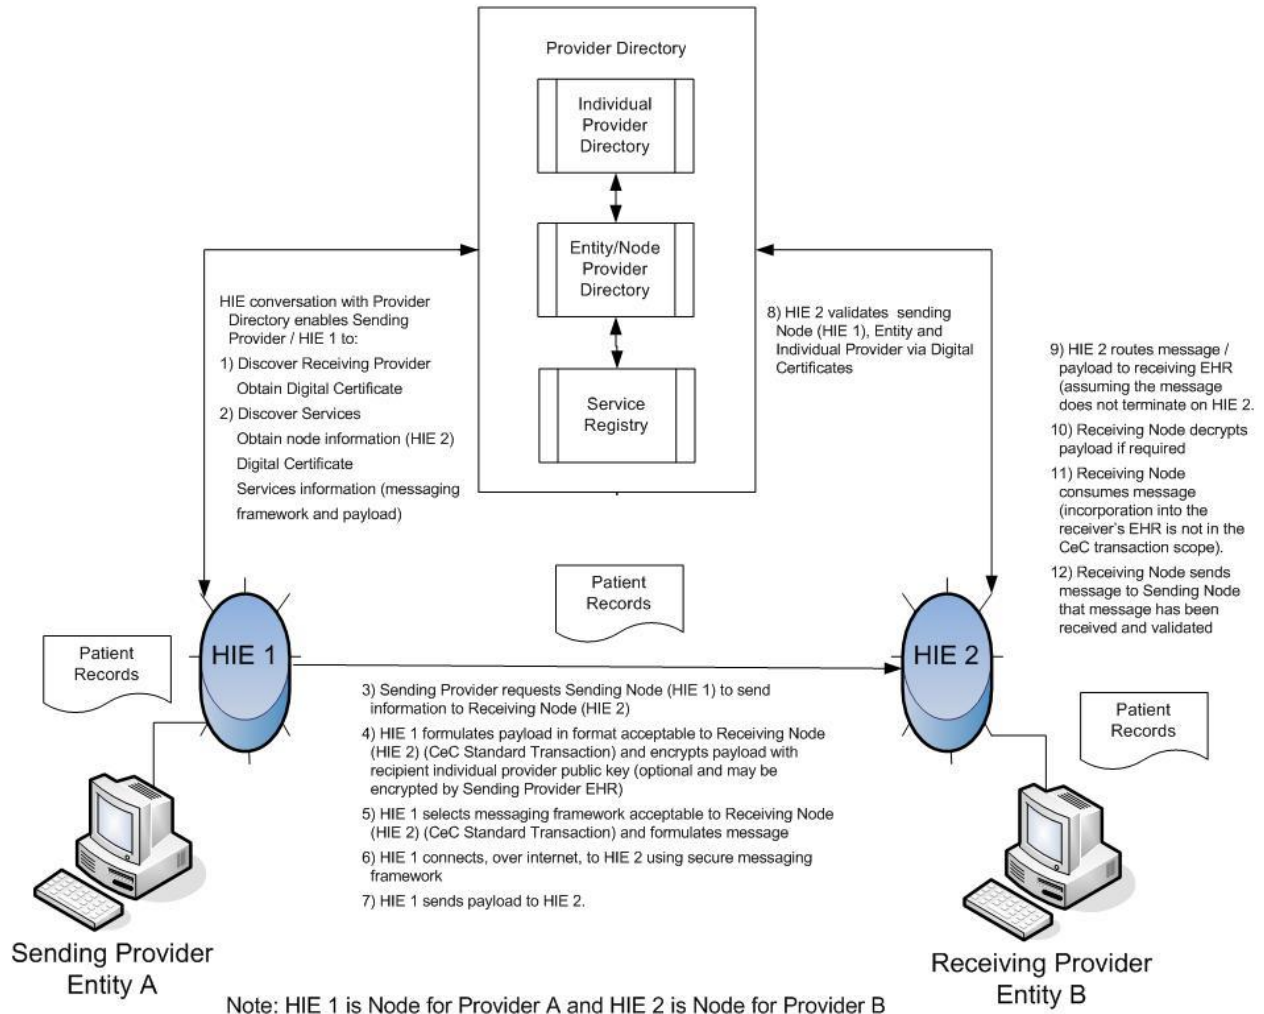 Provider Directory
Individual
Provider
Directory
Entity/Node
Provider
Directory
Service
Registry
HIE conversation with Provider
Directory enables Sending
Provider / HIE 1 to:
1) Discover Receiving Provider
Obtain Digital Certificate
2) Discover Services
Obtain node information (HIE 2)
Digital Certificate
Services information (messaging
framework and payload)
8) HIE 2 validates sending
Node (HIE 1), Entity and
Individual Provider via Digital
Certificates
9) HIE 2 routes message /
payload to receiving EHR
(assuming the message
does not terminate on HIE 2.
10) Receiving Node decrypts
payload if required
11) Receiving Node
consumes message
(incorporation into the
receiver's EHR is not in the
CeC transaction scope).
12) Receiving Node sends
message to Sending Node
that message has been
received and validated
Patient
Records
Patient
Records
HIE 1
HIE 2
Patient
Records
3) Sending Provider requests Sending Node (HIE 1) to send
information to Receiving Node (HIE 2)
4) HIE 1 formulates payload in format acceptable to Receiving Node
(HIE 2) (CeC Standard Transaction) and encrypts payload with
recipient individual provider public key (optional and may be
encrypted by Sending Provider EHR)
5) HIE 1 selects messaging framework acceptable to Receiving Node
(HIE 2) (CeC Standard Transaction) and formulates message
6) HIE 1 connects, over internet, to HIE 2 using secure messaging
framework
7) HIE 1 sends payload to HIE 2.
Sending Provider
Entity A
Receiving Provider
Entity B
Note: HIE 1 is Node for Provider A and HIE 2 is Node for Provider B